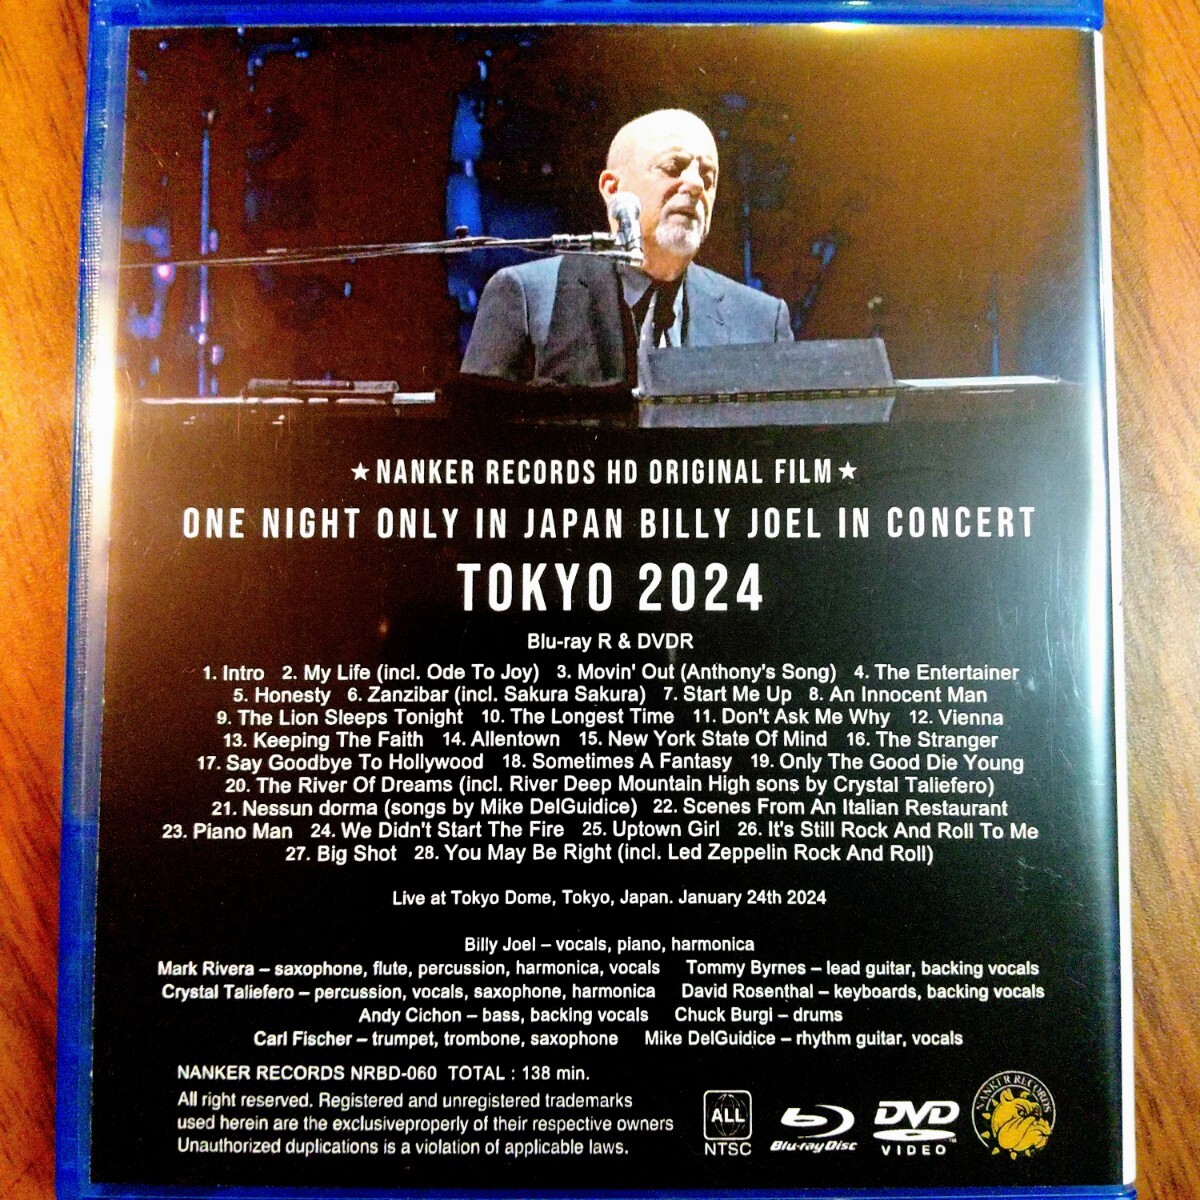 ★NANKER RECORDS HD ORIGINAL FILM★
ONE NIGHT ONLY IN JAPAN BILLY JOEL IN CONCERT
TOKYO 2024
Blu-ray R & DVDR
1. Intro 2. My Life (incl. Ode To Joy) 3. Movin' Out (Anthony's Song) 4. The Entertainer
5. Honesty 6. Zanzibar (incl. Sakura Sakura) 7. Start Me Up 8. An Innocent Man
9. The Lion Sleeps Tonight 10. The Longest Time 11. Don't Ask Me Why 12. Vienna
13. Keeping The Faith 14. Allentown 15. New York State Of Mind 16. The Stranger
17. Say Goodbye To Hollywood 18. Sometimes A Fantasy 19. Only The Good Die Young
20. The River Of Dreams (incl. River Deep Mountain High sons by Crystal Taliefero)
21. Nessun dorma (songs by Mike DelGuidice) 22. Scenes From An Italian Restaurant
23. Piano Man 24. We Didn't Start The Fire 25. Uptown Girl 26. It's Still Rock And Roll To Me
27. Big Shot 28. You May Be Right (incl. Led Zeppelin Rock And Roll)
Live at Tokyo Dome, Tokyo, Japan. January 24th 2024
Billy Joel – vocals, piano, harmonica
Mark Rivera – saxophone, flute, percussion, harmonica, vocals Tommy Byrnes – lead guitar, backing vocals
Crystal Taliefero – percussion, vocals, saxophone, harmonica David Rosenthal – keyboards, backing vocals
Andy Cichon – bass, backing vocals Chuck Burgi – drums
Carl Fischer – trumpet, trombone, saxophone Mike DelGuidice – rhythm guitar, vocals
NANKER RECORDS NRBD-060 TOTAL : 138 min.
All right reserved. Registered and unregistered trademarks
used herein are the exclusiveproperly of their respective owners
Unauthorized duplications is a violation of applicable laws.
ALL
NTSC
Blu-ray Disc
DVD
VIDEO
NANKER RECORDS